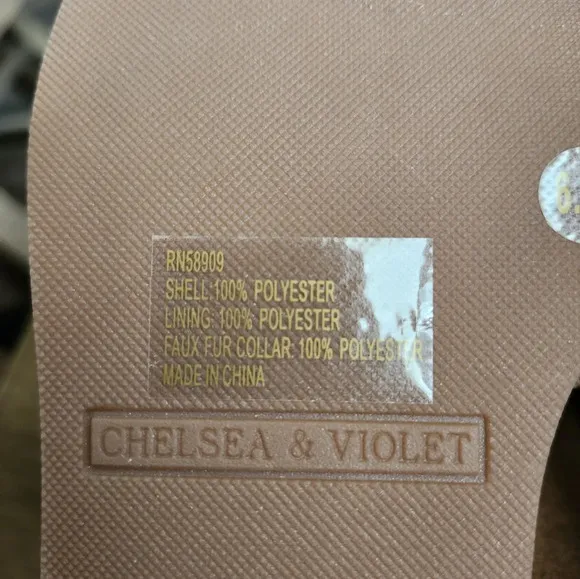 RN58909
SHELL:100% POLYESTER
LINING: 100% POLYESTER
FAUX FUR COLLAR: 100% POLYESTER
MADE IN CHINA
CHELSEA & VIOLET